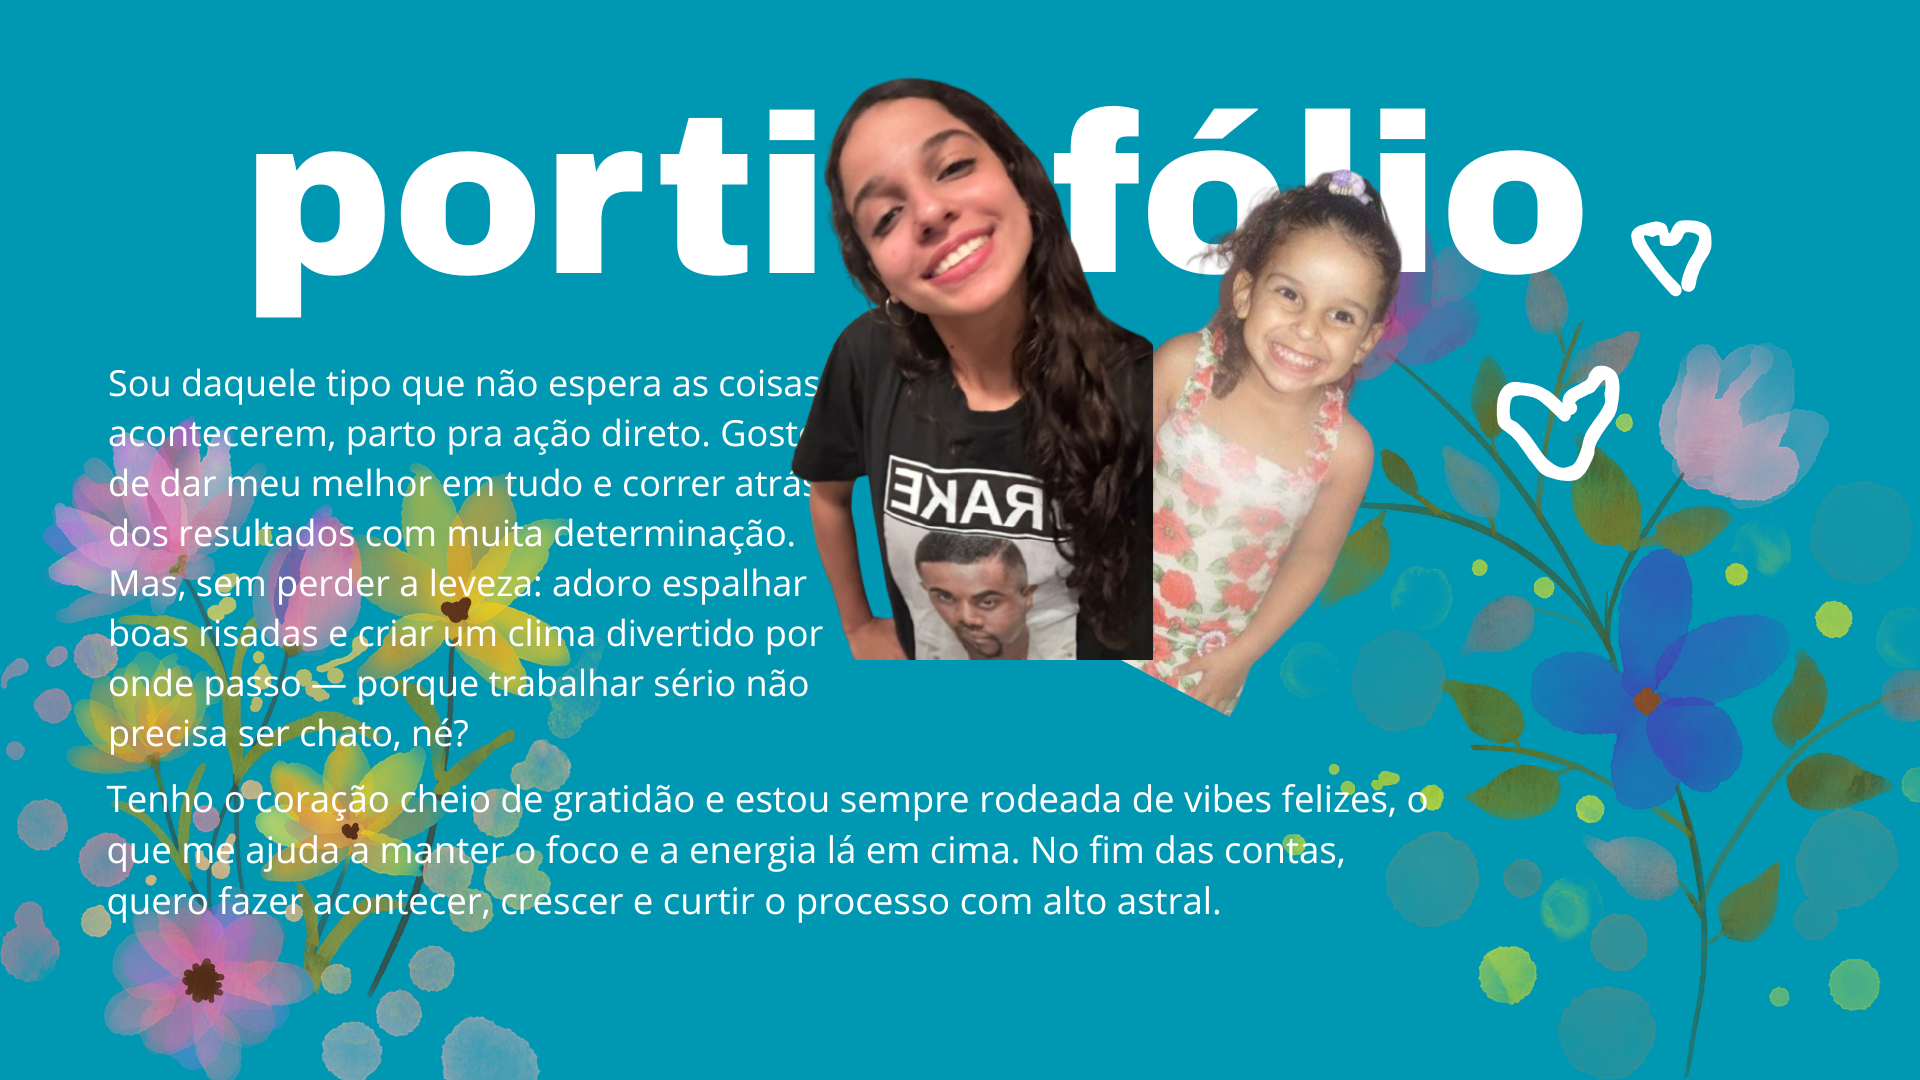 porti fólio
Sou daquele tipo que não espera as coisas
acontecerem, parto pra ação direto. Gosto
de dar meu melhor em tudo e correr atrás
dos resultados com muita determinação.
Mas, sem perder a leveza: adoro espalhar
boas risadas e criar um clima divertido por
onde passo — porque trabalhar sério não
precisa ser chato, né?
Tenho o coração cheio de gratidão e estou sempre rodeada de vibes felizes, o
que me ajuda a manter o foco e a energia lá em cima. No fim das contas,
quero fazer acontecer, crescer e curtir o processo com alto astral.